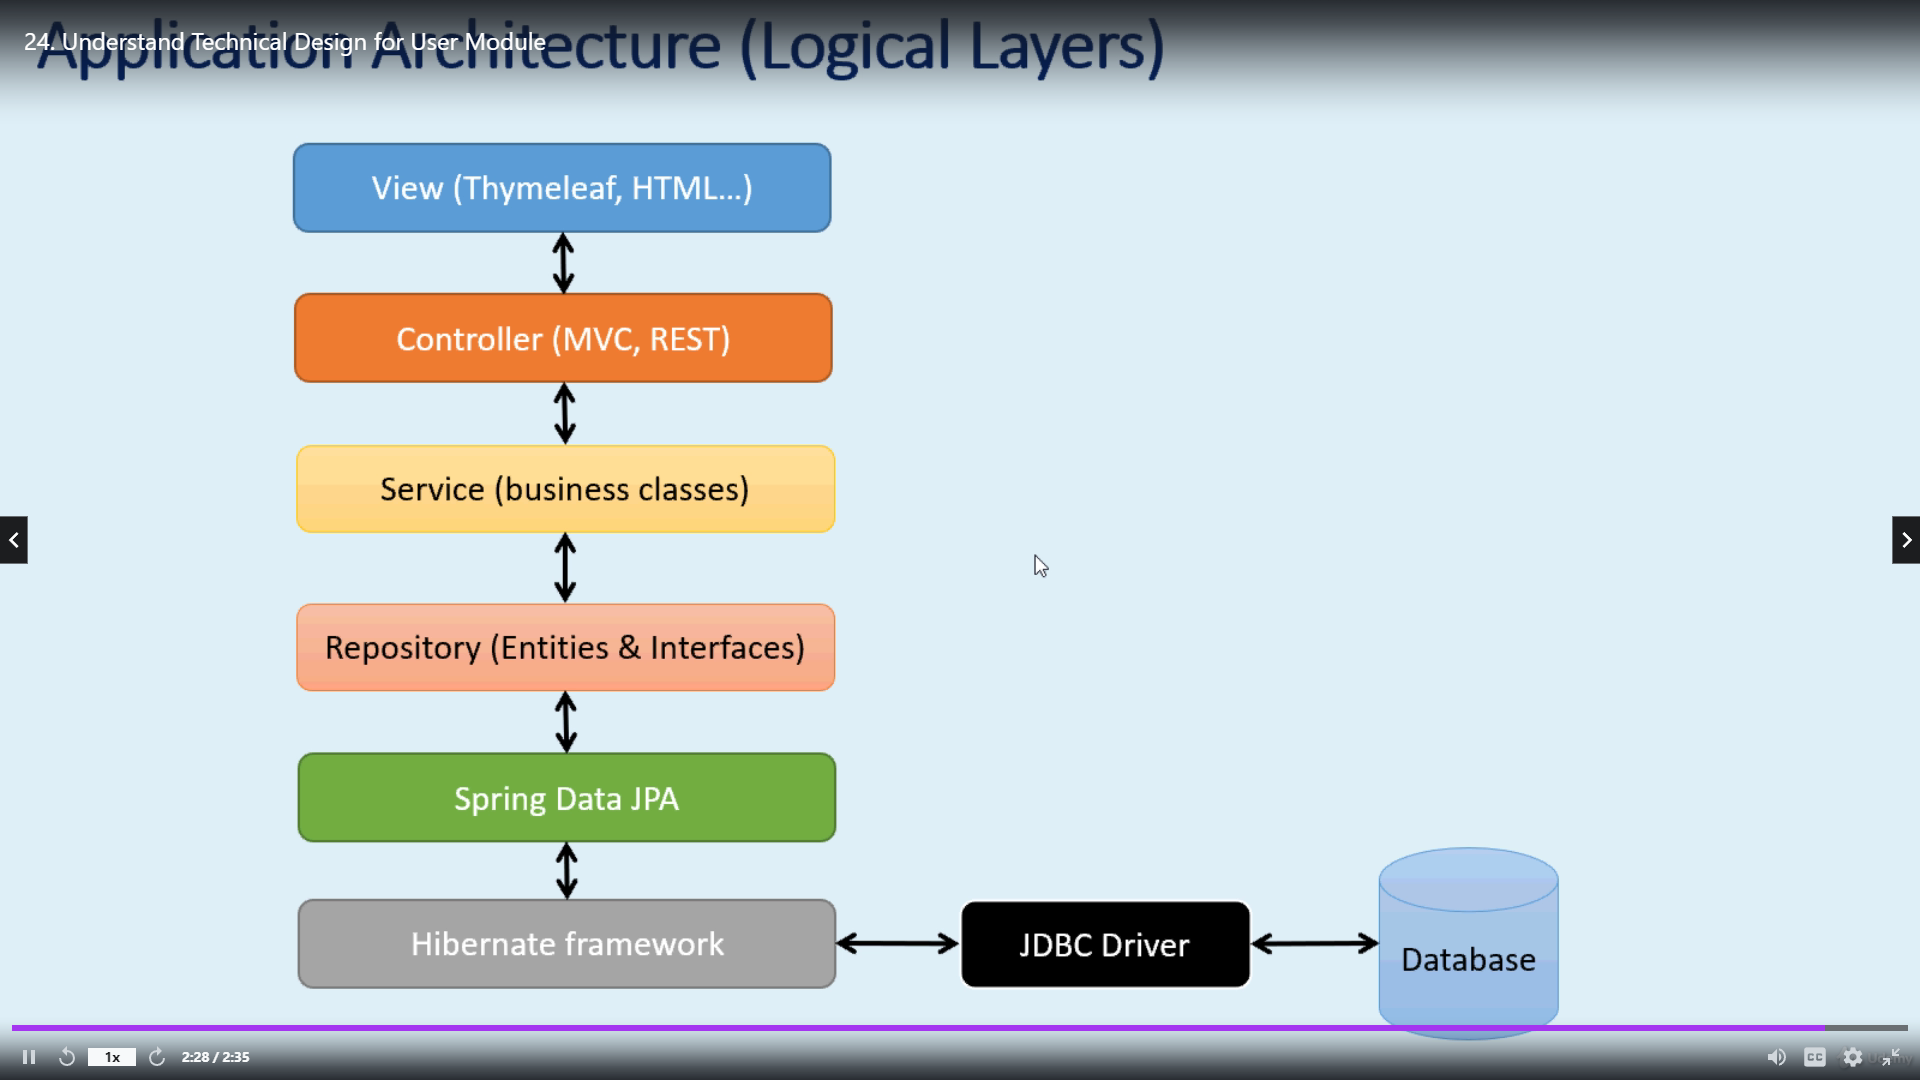 Application Architecture (Logical Layers)
24. Understand Technical Design for User Module
View (Thymeleaf, HTML...)
Controller (MVC, REST)
Service (business classes)
Repository (Entities & Interfaces)
Spring Data JPA
Hibernate framework
JDBC Driver
Database
1x
2:28 / 2:35
CC